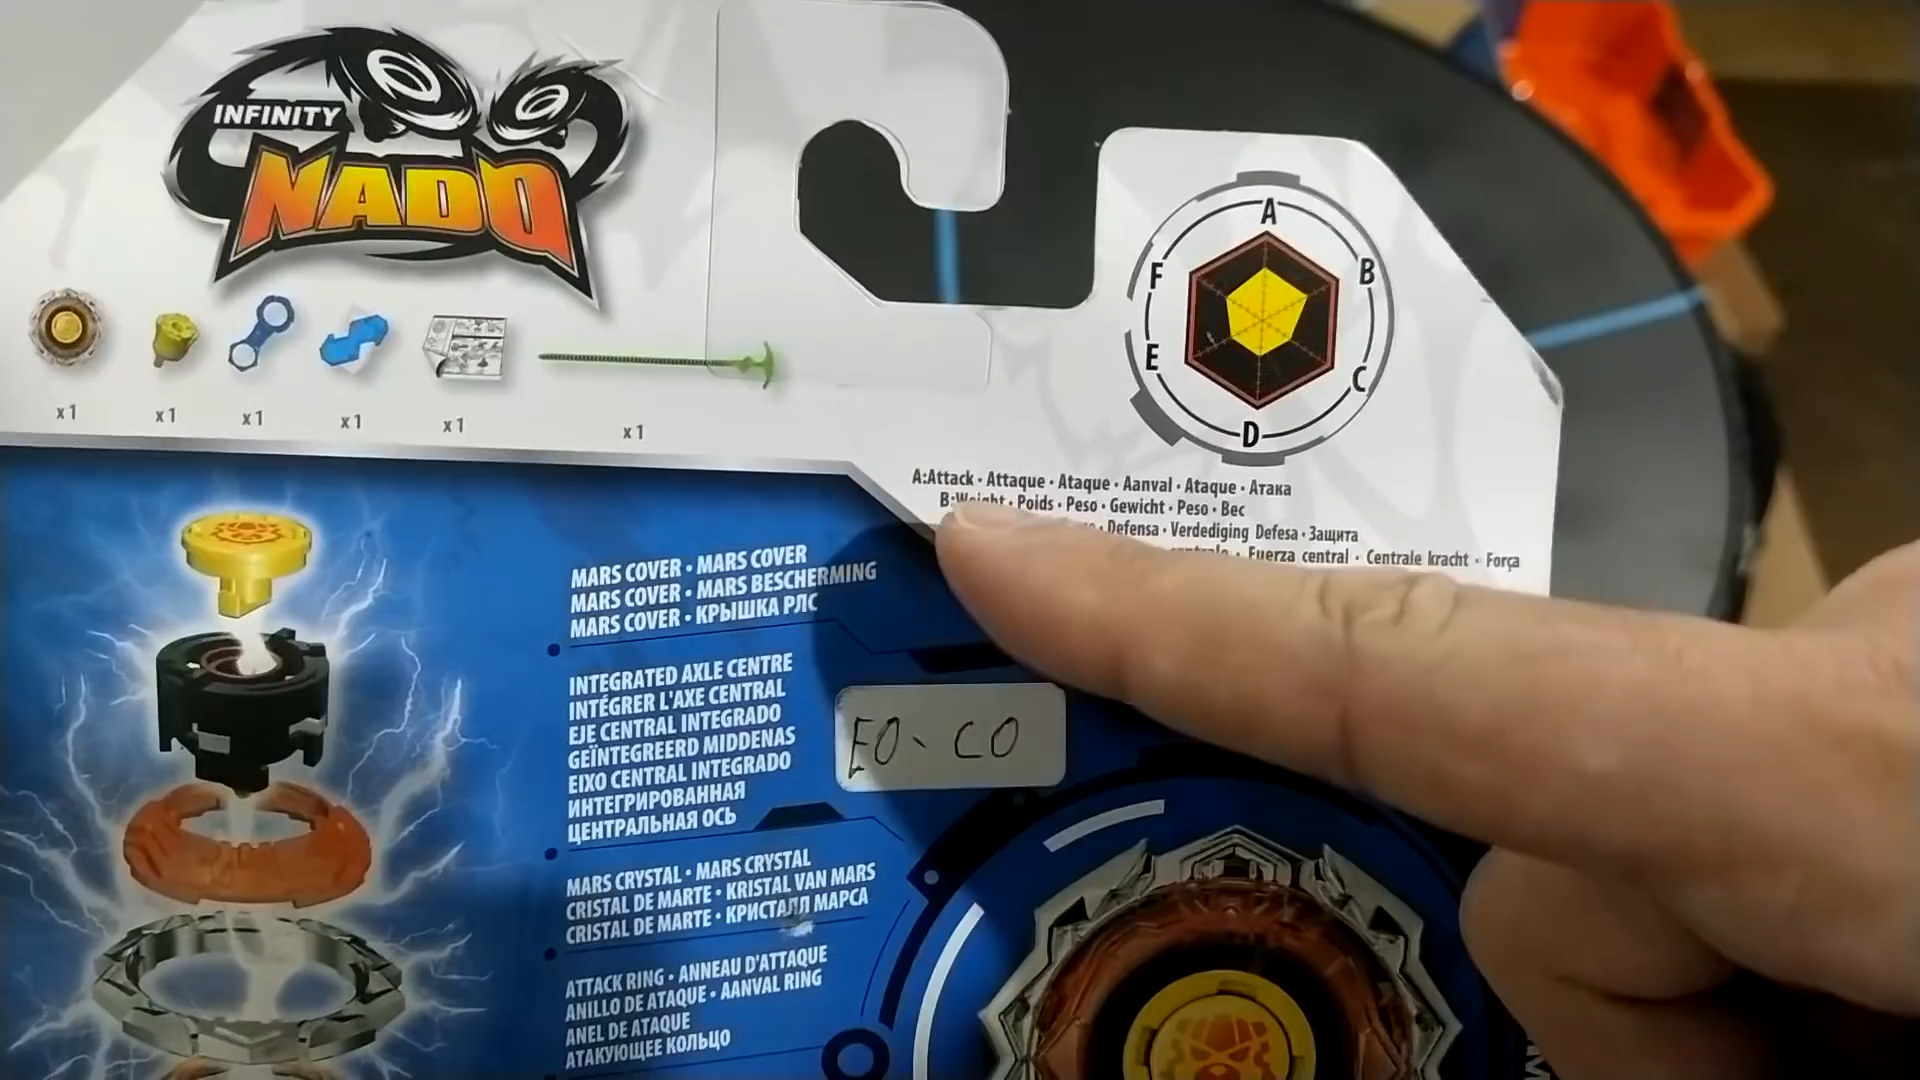 INFINITY
NADO
x1
x1
x1
x1
x1
x1
A
B
C
D
E
F
A:Attack • Attaque • Ataque • Aanval • Ataque • Атака
B:Weight • Poids • Peso • Gewicht • Peso • Вес
• Defensa • Verdediging Defesa • Защита
centrale • Fuerza central • Centrale kracht • Força
MARS COVER • MARS COVER
MARS COVER • MARS BESCHERMING
MARS COVER • КРЫШКА РЛС
INTEGRATED AXLE CENTRE
INTÉGRER L'AXE CENTRAL
EJE CENTRAL INTEGRADO
GEÏNTEGREERD MIDDENAS
EIXO CENTRAL INTEGRADO
ИНТЕГРИРОВАННАЯ
ЦЕНТРАЛЬНАЯ ОСЬ
EO、CO
MARS CRYSTAL • MARS CRYSTAL
CRISTAL DE MARTE • KRISTAL VAN MARS
CRISTAL DE MARTE • КРИСТАЛЛ МАРСА
ATTACK RING • ANNEAU D'ATTAQUE
ANILLO DE ATAQUE • AANVAL RING
ANEL DE ATAQUE
АТАКУЮЩЕЕ КОЛЬЦО